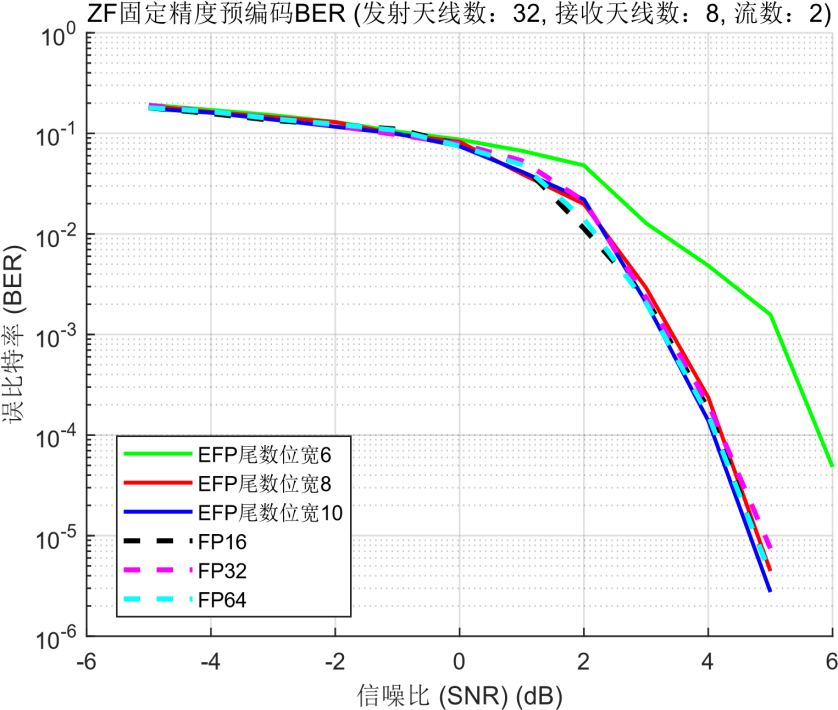 ZF固定精度预编码BER (发射天线数：32, 接收天线数：8, 流数：2)
10^0
10^-1
10^-2
10^-3
10^-4
10^-5
10^-6
误比特率 (BER)
EFP尾数位宽6
EFP尾数位宽8
EFP尾数位宽10
FP16
FP32
FP64
-6 -4 -2 0 2 4 6
信噪比 (SNR) (dB)